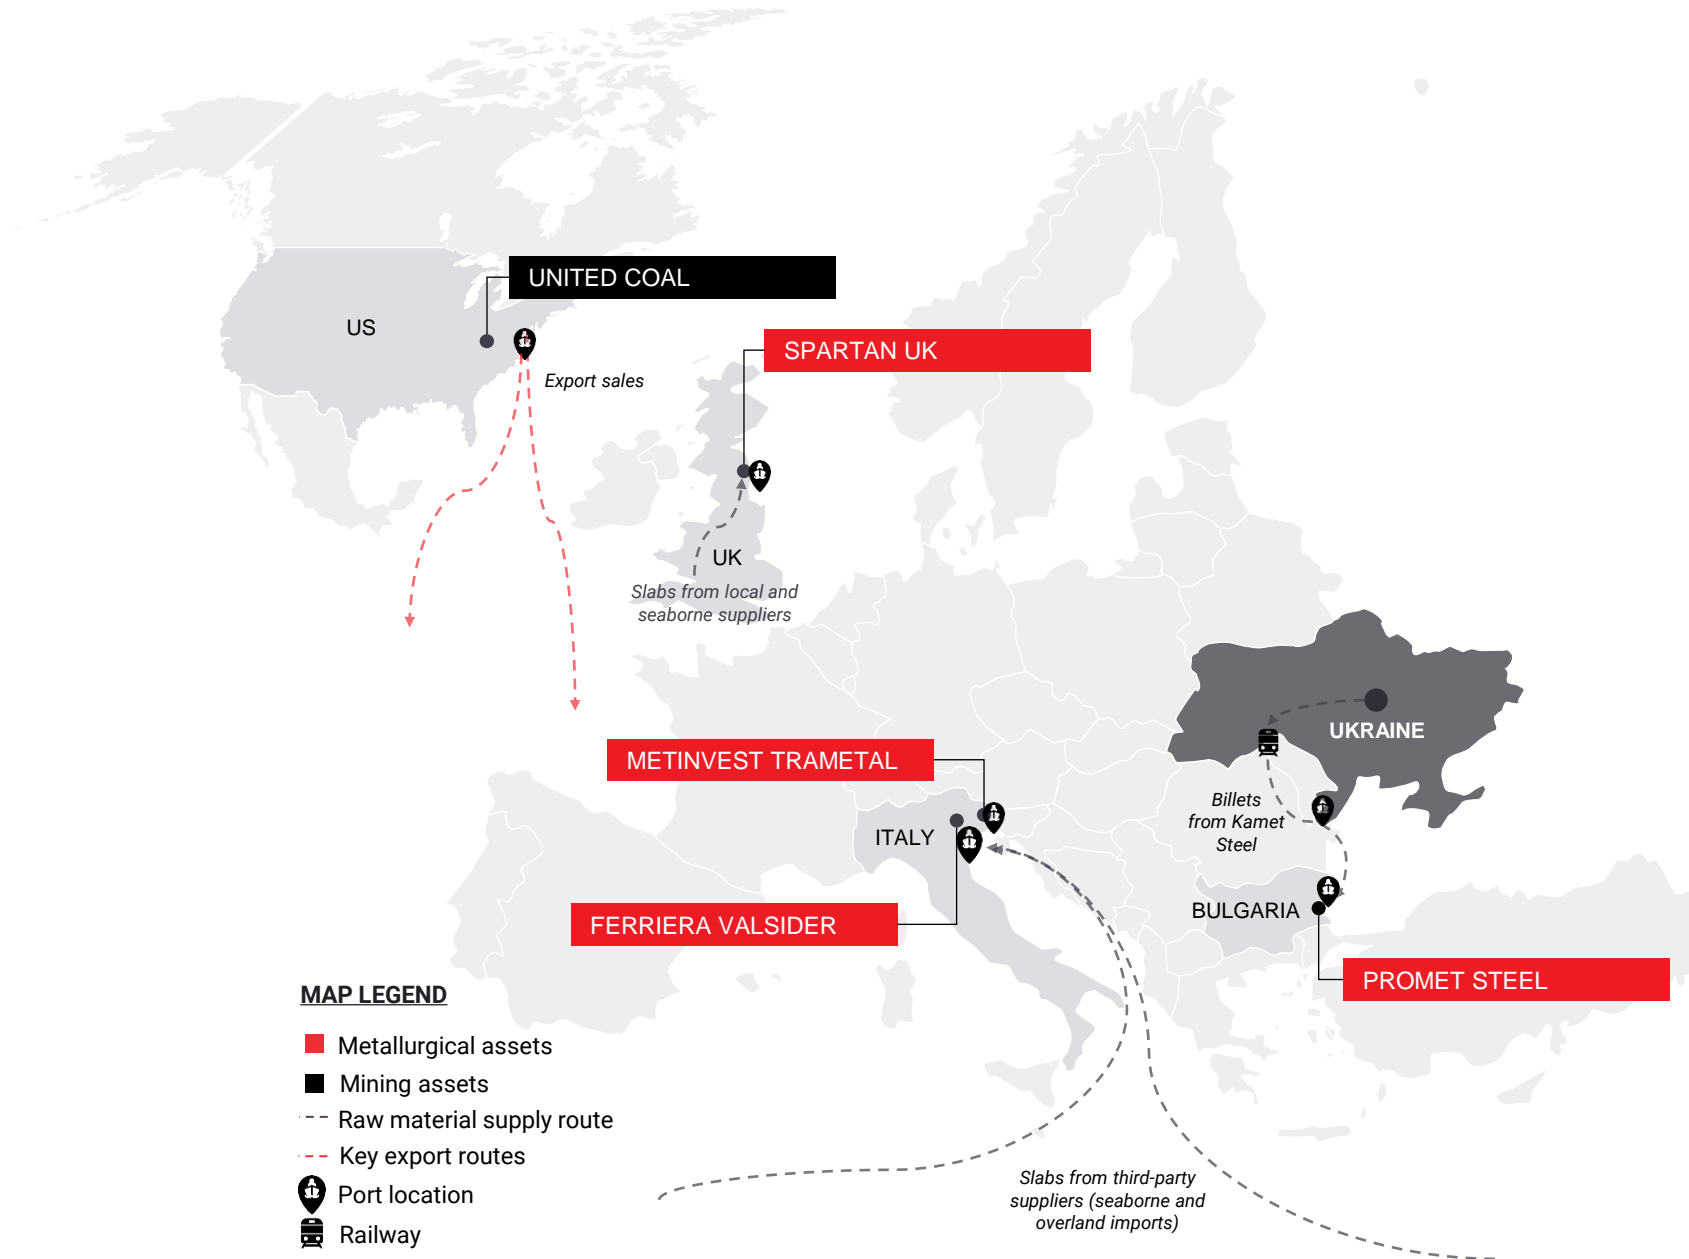 UNITED COAL
US
SPARTAN UK
Export sales
UK
Slabs from local and
seaborne suppliers
UKRAINE
METINVEST TRAMETAL
Billets
from Kamet
Steel
ITALY
BULGARIA
FERRIERA VALSIDER
PROMET STEEL
MAP LEGEND
Metallurgical assets
Mining assets
Raw material supply route
Key export routes
Port location
Railway
Slabs from third-party
suppliers (seaborne and
overland imports)